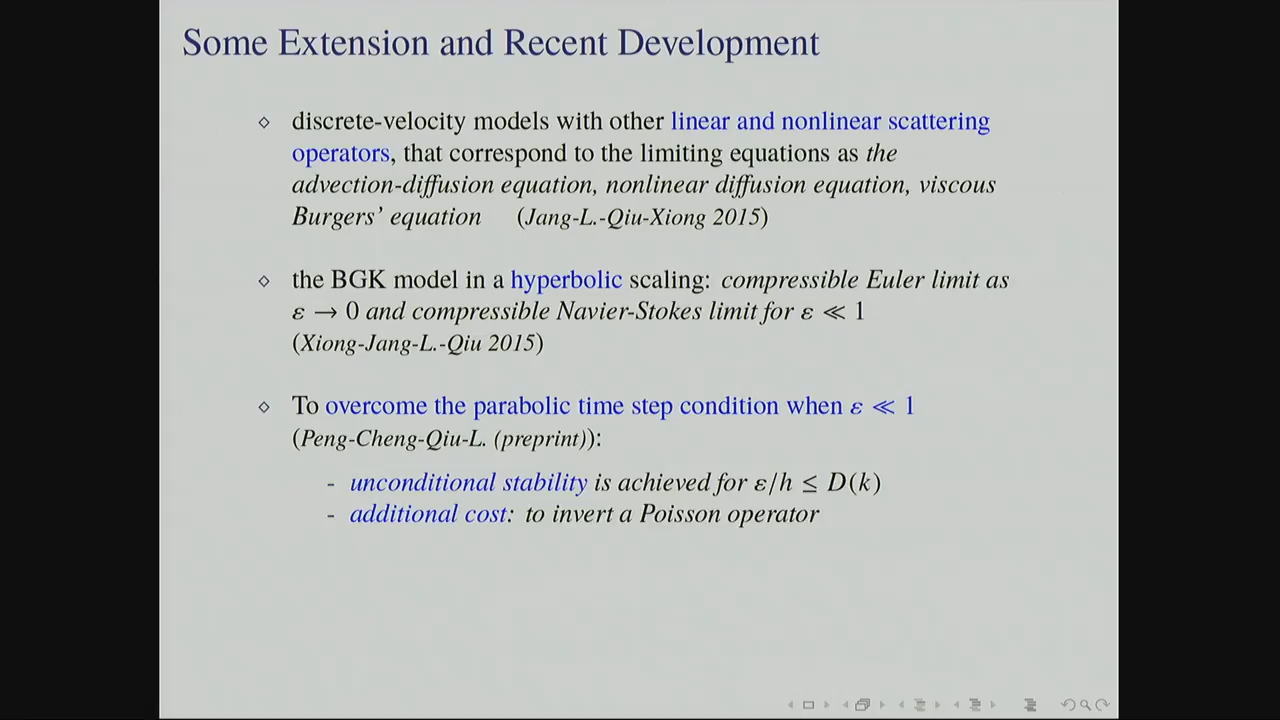 Some Extension and Recent Development
⋄ discrete-velocity models with other linear and nonlinear scattering
operators, that correspond to the limiting equations as the
advection-diffusion equation, nonlinear diffusion equation, viscous
Burgers' equation (Jang-L.-Qiu-Xiong 2015)
⋄ the BGK model in a hyperbolic scaling: compressible Euler limit as
ε → 0 and compressible Navier-Stokes limit for ε ≪ 1
(Xiong-Jang-L.-Qiu 2015)
⋄ To overcome the parabolic time step condition when ε ≪ 1
(Peng-Cheng-Qiu-L. (preprint)):
- unconditional stability is achieved for ε/h ≤ D(k)
- additional cost: to invert a Poisson operator